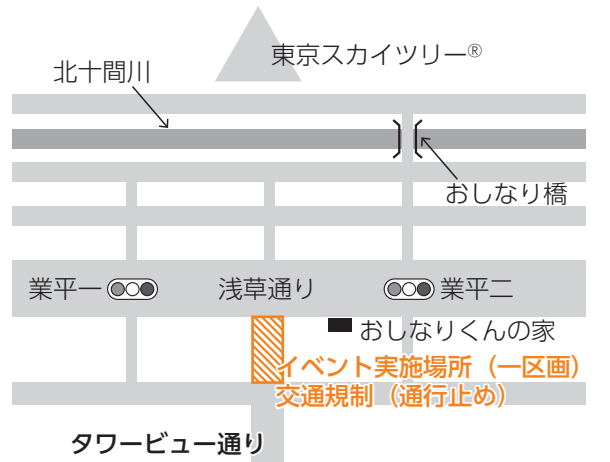 東京スカイツリー®
北十間川
おしなり橋
業平一
浅草通り
業平二
おしなりくんの家
イベント実施場所（一区画）
交通規制（通行止め）
タワービュー通り